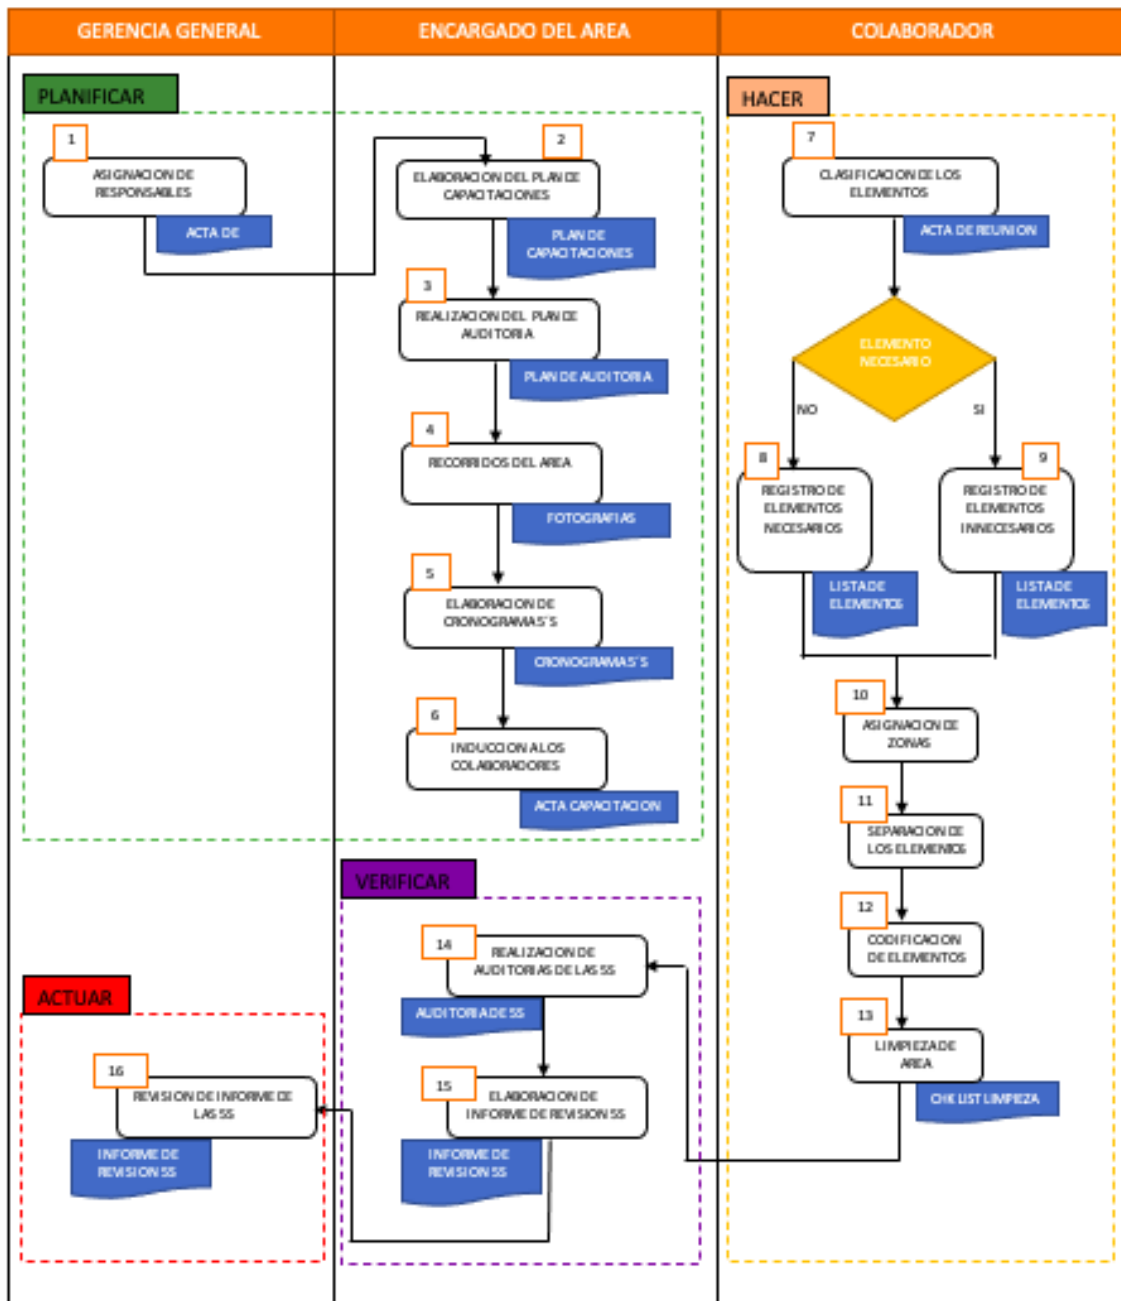 GERENCIA GENERAL
ENCARGADO DEL AREA
COLABORADOR
PLANIFICAR
1
ASIGNACION DE
RESPONSABLES
ACTA DE
2
ELABORACION DEL PLAN DE
CAPACITACIONES
PLAN DE
CAPACITACIONES
3
REALIZACION DEL PLAN DE
AUDITORIA
PLAN DE AUDITORIA
4
RECORRIDOS DEL AREA
FOTOGRAFIAS
5
ELABORACION DE
CRONOGRAMA 5´S
CRONOGRAMA 5´S
6
INDUCCION A LOS
COLABORADORES
ACTA CAPACITACION
HACER
7
CLASIFICACION DE LOS
ELEMENTOS
ACTA DE REUNION
ELEMENTO
NECESARIO
NO
SI
8
REGISTRO DE
ELEMENTOS
NECESARIOS
LISTA DE
ELEMENTOS
9
REGISTRO DE
ELEMENTOS
INNECESARIOS
LISTA DE
ELEMENTOS
10
ASIGNACION DE
ZONAS
11
SEPARACION DE
LOS ELEMENTOS
12
CODIFICACION
DE ELEMENTOS
13
LIMPIEZA DE
AREA
CHK LIST LIMPIEZA
VERIFICAR
14
REALIZACION DE
AUDITORIAS DE LAS 5S
AUDITORIA DE 5S
15
ELABORACION DE
INFORME DE REVISION 5S
INFORME DE
REVISION 5S
ACTUAR
16
REVISION DE INFORME DE
LAS 5S
INFORME DE
REVISION 5S